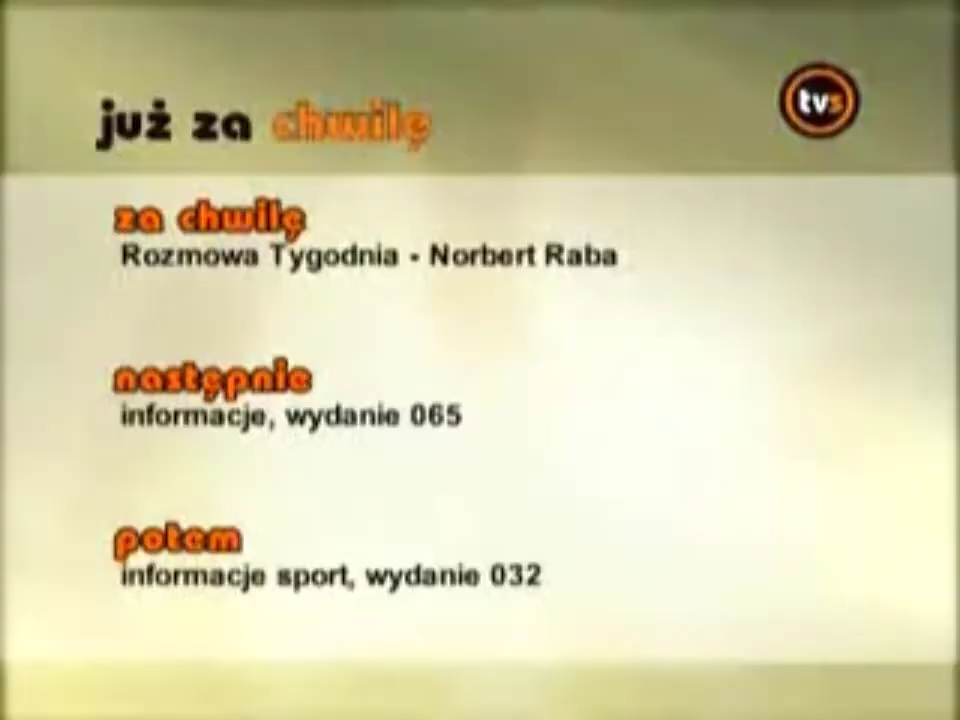 już za chwilę
tvs
za chwilę
Rozmowa Tygodnia - Norbert Raba
następnie
informacje, wydanie 065
potem
informacje sport, wydanie 032